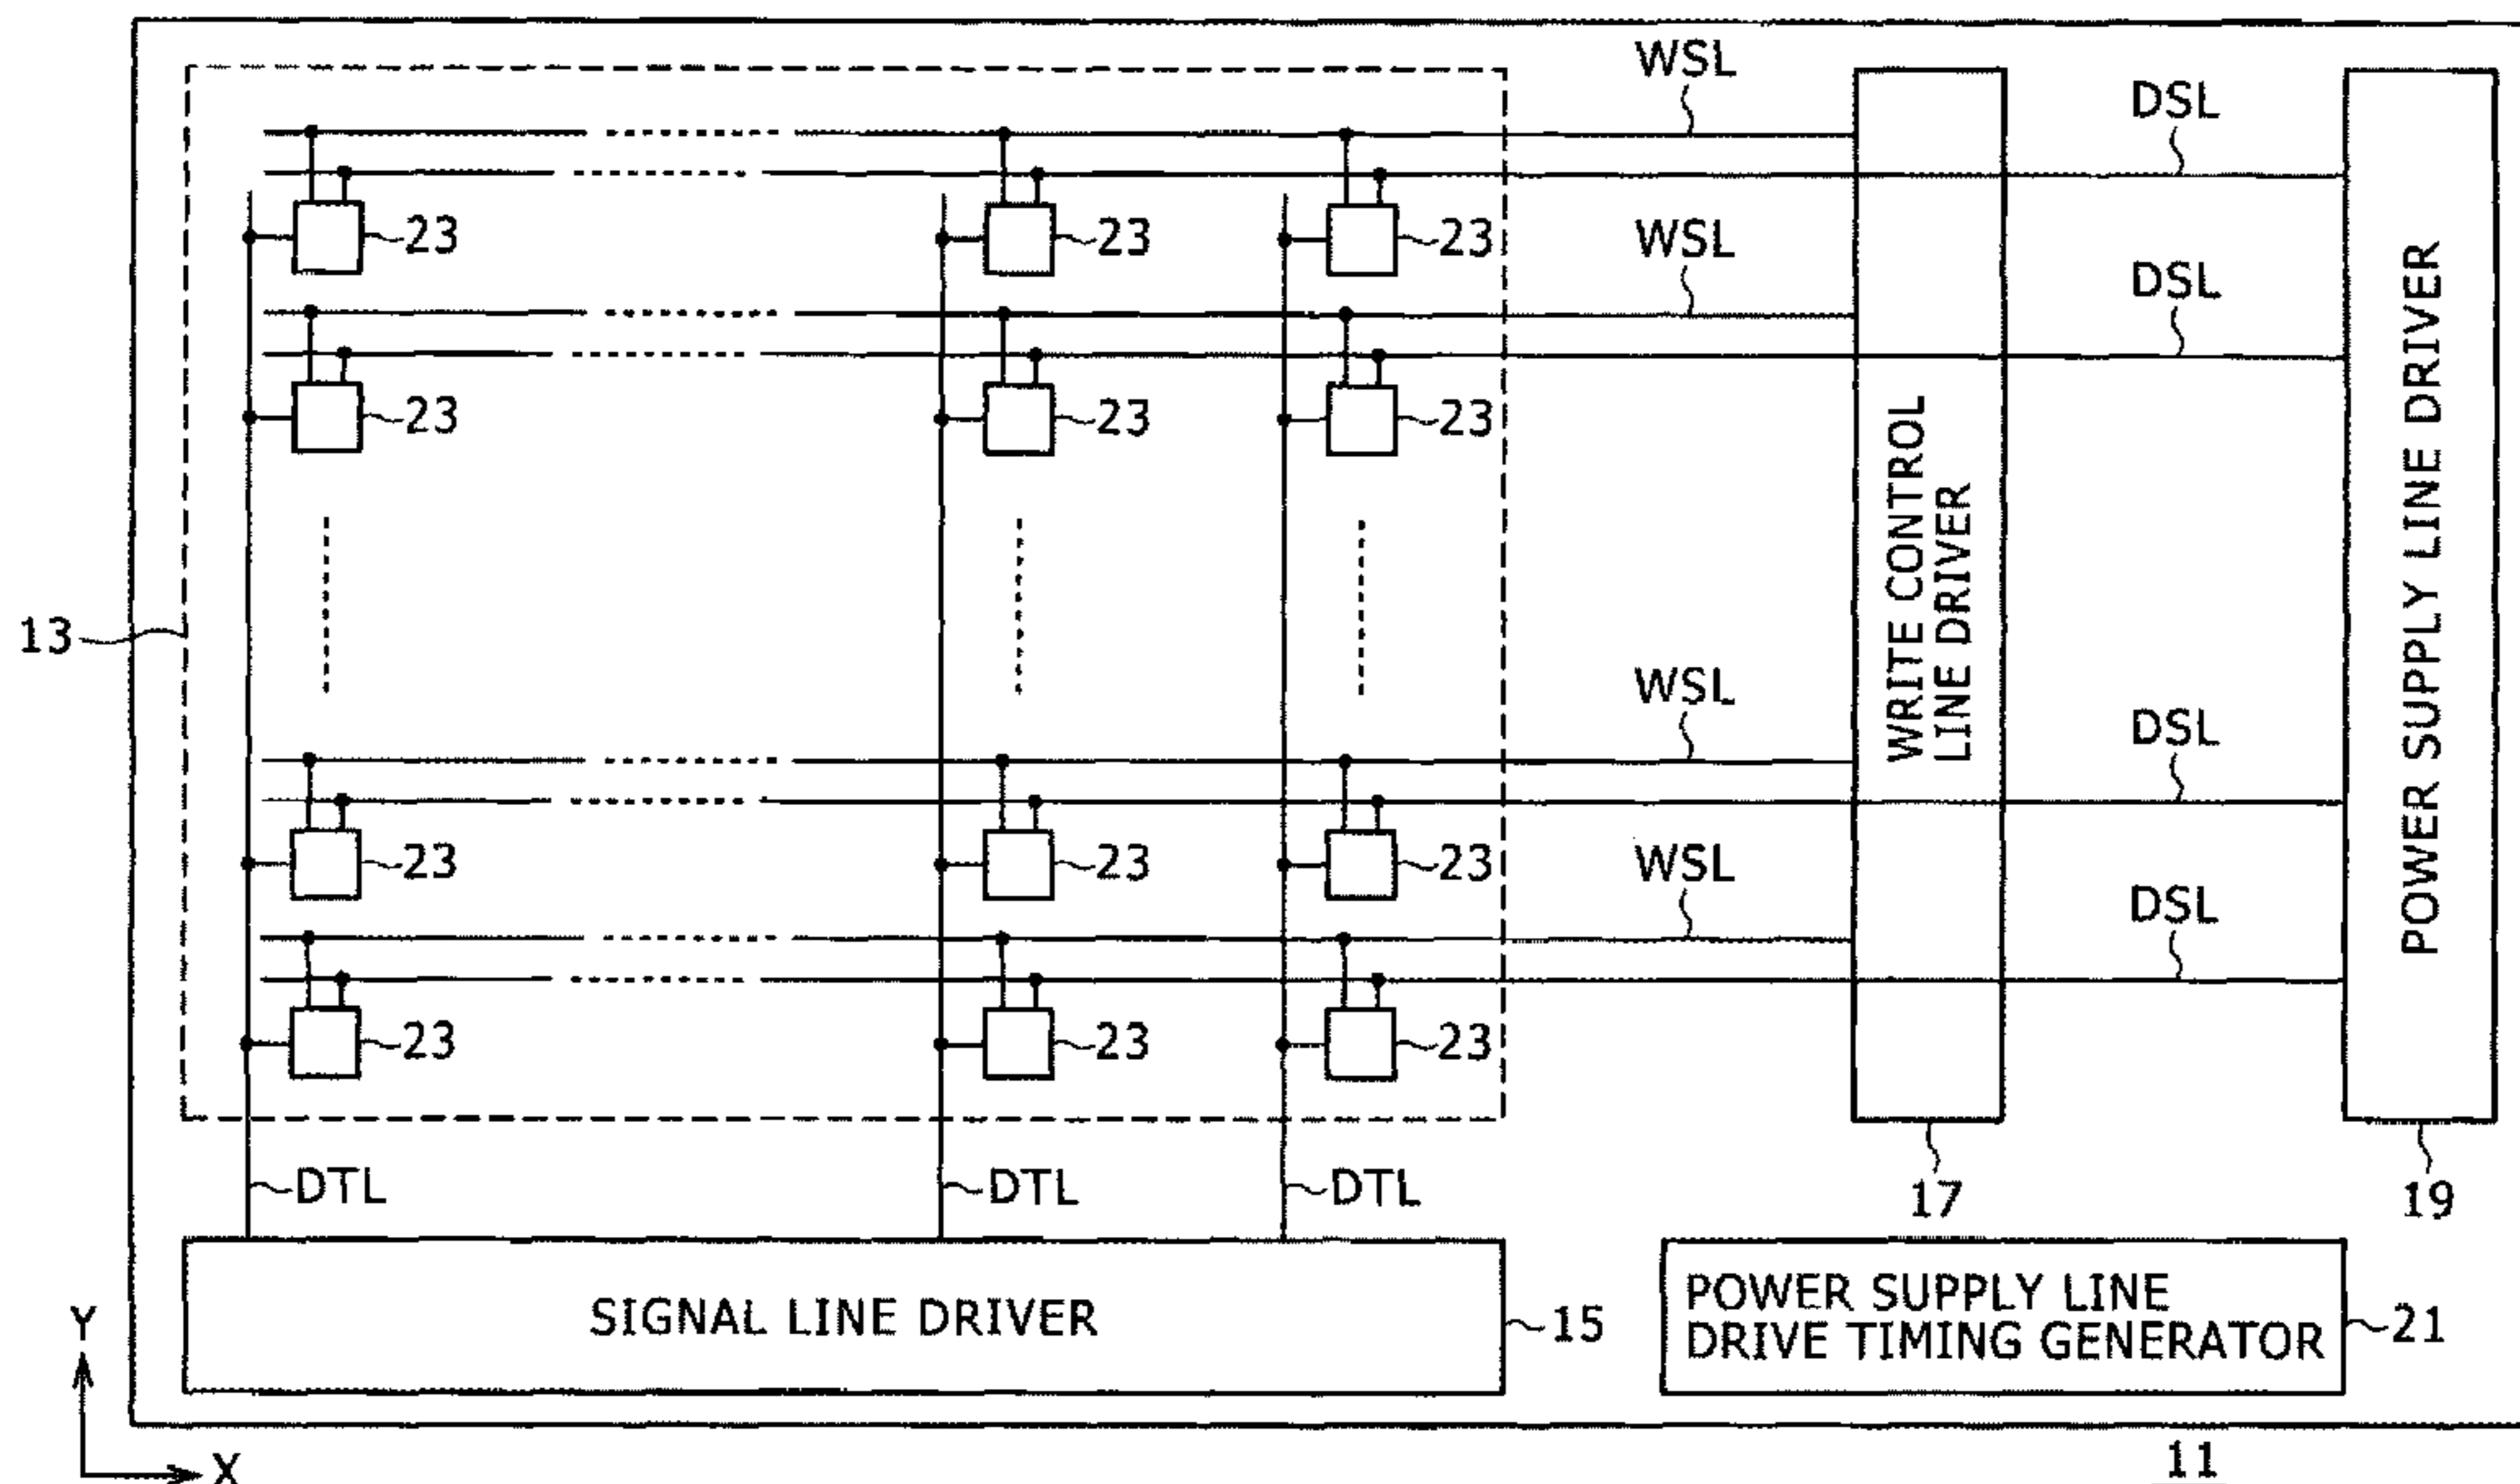 WSL
DSL
23 23 23
WSL
DSL
23 23 23
13
WRITE CONTROL
LINE DRIVER
POWER SUPPLY LINE DRIVER
WSL
DSL
23 23 23
WSL
DSL
23 23 23
DTL DTL DTL
17 19
SIGNAL LINE DRIVER
15
POWER SUPPLY LINE
DRIVE TIMING GENERATOR
21
Y
X
11